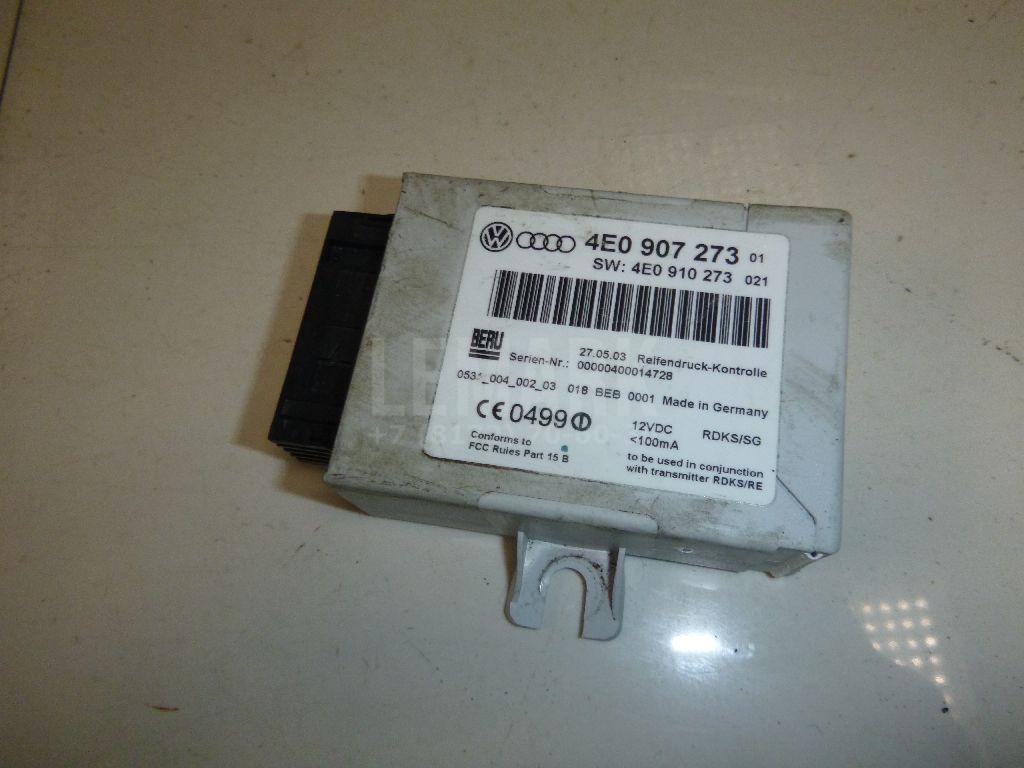 4E0 907 273 01
SW: 4E0 910 273 021
BERU
27.05.03 Reifendruck-Kontrolle
Serien-Nr.: 00000400014728
004_002_03 018 BEB 0001 Made in Germany
CE0499
12VDC RDKS/SG
<100mA
Conforms to
FCC Rules Part 15 B
to be used in conjunction
with transmitter RDKS/RE